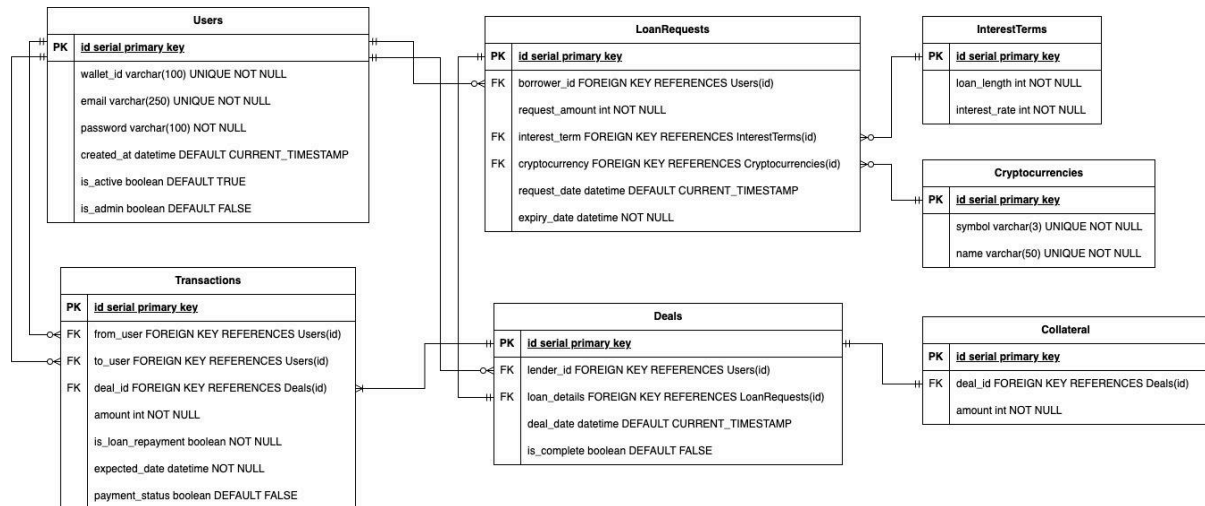 Users
PK id serial primary key
wallet_id varchar(100) UNIQUE NOT NULL
email varchar(250) UNIQUE NOT NULL
password varchar(100) NOT NULL
created_at datetime DEFAULT CURRENT_TIMESTAMP
is_active boolean DEFAULT TRUE
is_admin boolean DEFAULT FALSE
LoanRequests
PK id serial primary key
FK borrower_id FOREIGN KEY REFERENCES Users(id)
request_amount int NOT NULL
FK interest_term FOREIGN KEY REFERENCES InterestTerms(id)
FK cryptocurrency FOREIGN KEY REFERENCES Cryptocurrencies(id)
request_date datetime DEFAULT CURRENT_TIMESTAMP
expiry_date datetime NOT NULL
InterestTerms
PK id serial primary key
loan_length int NOT NULL
interest_rate int NOT NULL
Cryptocurrencies
PK id serial primary key
symbol varchar(3) UNIQUE NOT NULL
name varchar(50) UNIQUE NOT NULL
Transactions
PK id serial primary key
FK from_user FOREIGN KEY REFERENCES Users(id)
FK to_user FOREIGN KEY REFERENCES Users(id)
FK deal_id FOREIGN KEY REFERENCES Deals(id)
amount int NOT NULL
is_loan_repayment boolean NOT NULL
expected_date datetime NOT NULL
payment_status boolean DEFAULT FALSE
Deals
PK id serial primary key
FK lender_id FOREIGN KEY REFERENCES Users(id)
FK loan_details FOREIGN KEY REFERENCES LoanRequests(id)
deal_date datetime DEFAULT CURRENT_TIMESTAMP
is_complete boolean DEFAULT FALSE
Collateral
PK id serial primary key
FK deal_id FOREIGN KEY REFERENCES Deals(id)
amount int NOT NULL